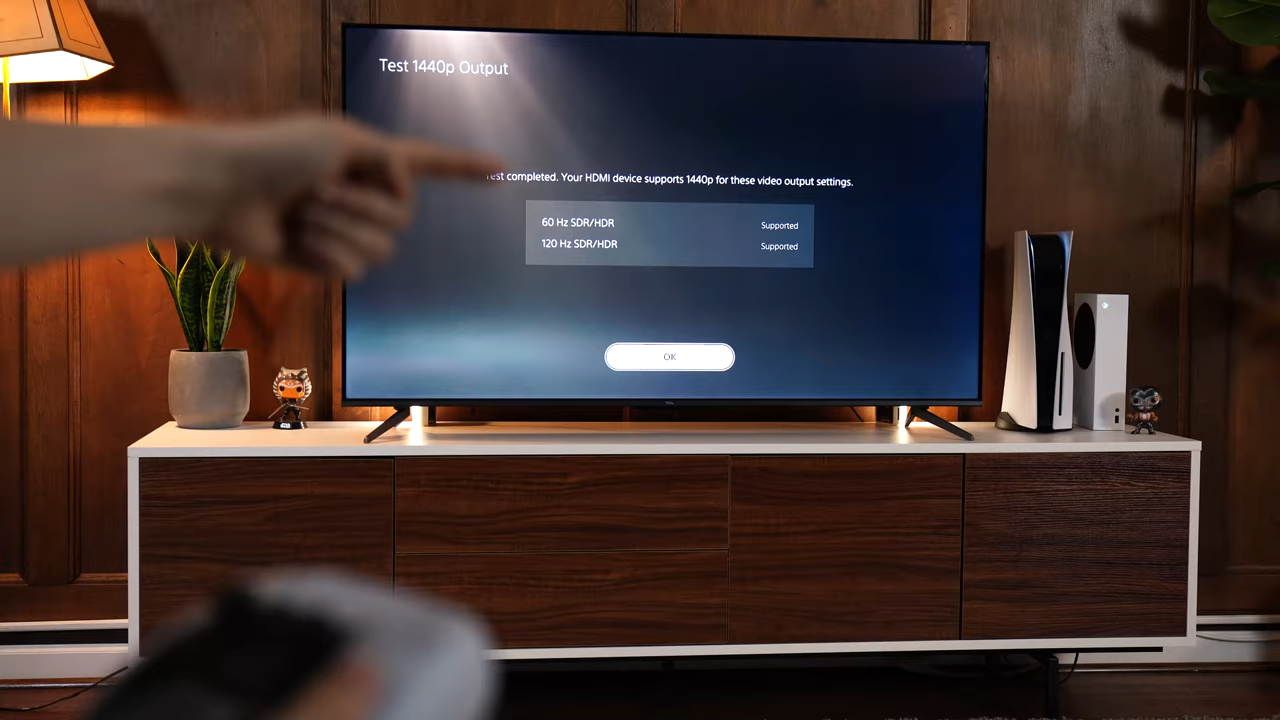 Test 1440p Output
Test completed. Your HDMI device supports 1440p for these video output settings.
60 Hz SDR/HDR Supported
120 Hz SDR/HDR Supported
OK